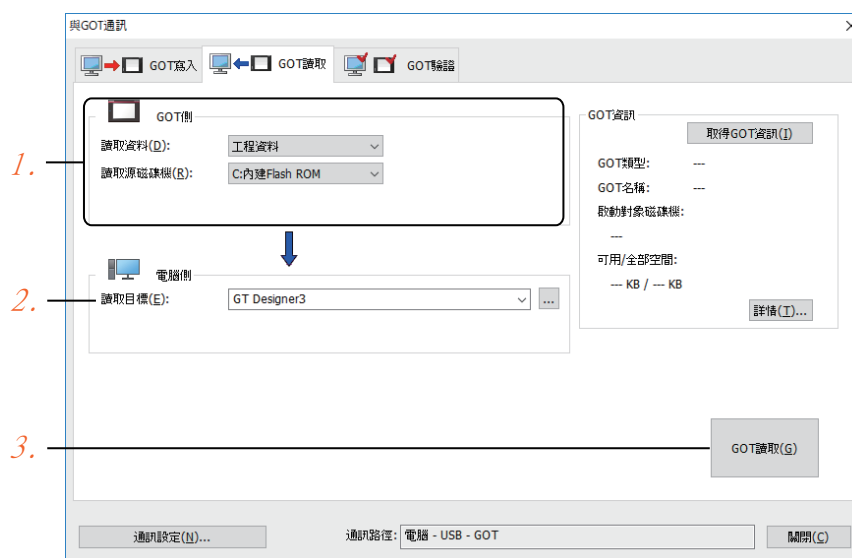 與GOT通訊
GOT寫入
GOT讀取
GOT驗證
GOT側
讀取資料(D):
工程資料
讀取源磁碟機(R):
C:內建Flash ROM
1.
電腦側
讀取目標(E):
GT Designer3
...
2.
GOT資訊
取得GOT資訊(I)
GOT類型: ---
GOT名稱: ---
啟動對象磁碟機:
---
可用/全部空間:
--- KB / --- KB
詳情(T)...
3.
GOT讀取(G)
通訊設定(N)...
通訊路徑: 電腦 - USB - GOT
關閉(C)